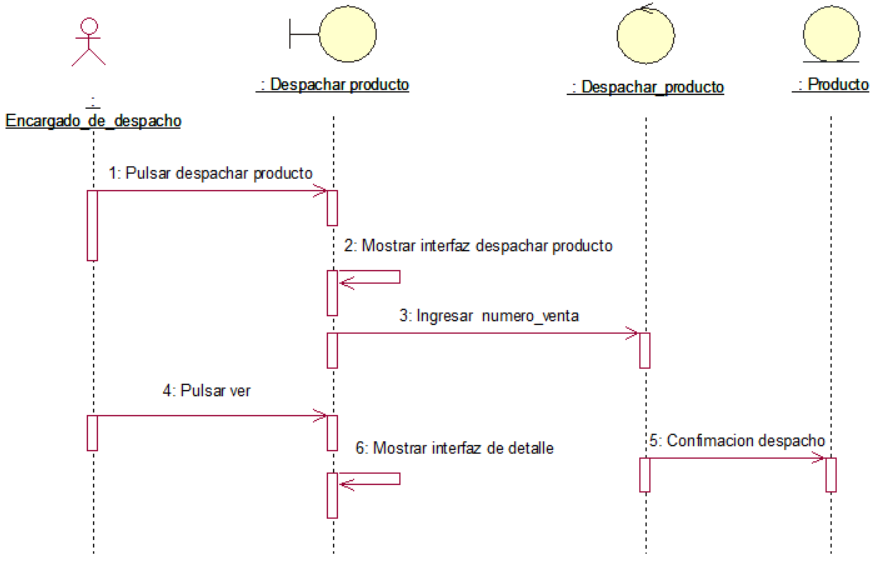 : Despachar producto
: Despachar_producto
: Producto
:
Encargado_de_despacho
1: Pulsar despachar producto
2: Mostrar interfaz despachar producto
3: Ingresar numero_venta
4: Pulsar ver
5: Confimacion despacho
6: Mostrar interfaz de detalle